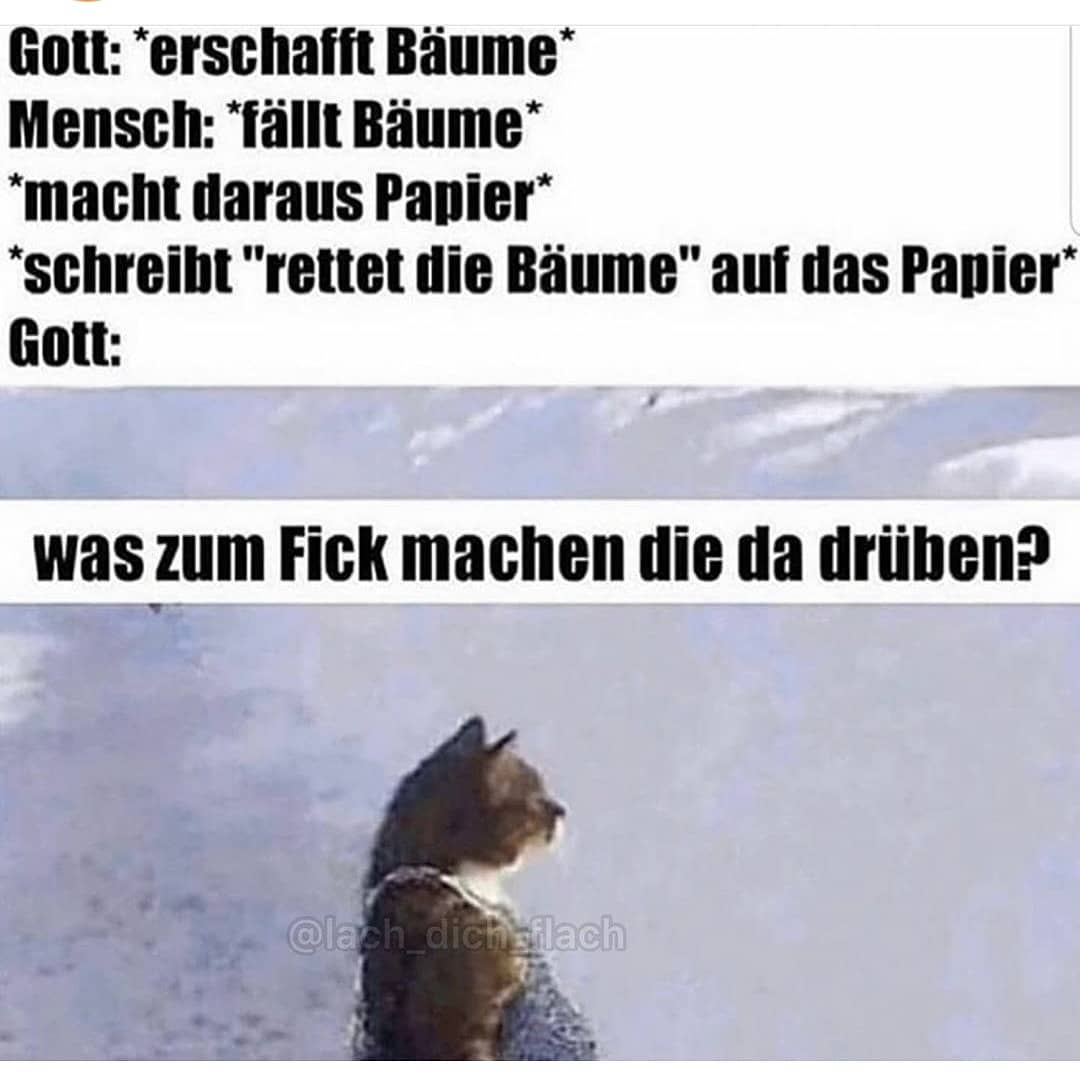 Gott: *erschafft Bäume*
Mensch: *fällt Bäume*
*macht daraus Papier*
*schreibt "rettet die Bäume" auf das Papier*
Gott:
was zum Fick machen die da drüben?
@lach_dich_flach